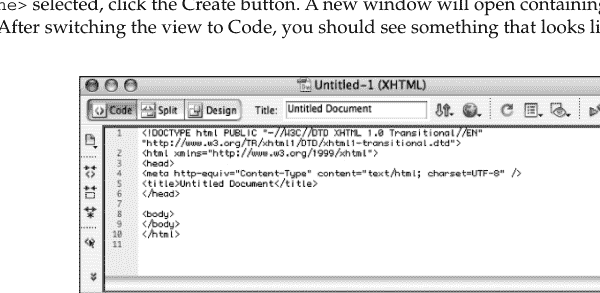 ne> selected, click the Create button. A new window will open containing
After switching the view to Code, you should see something that looks li
Untitled-1 (XHTML)
Code Split Design Title: Untitled Document
1 <!DOCTYPE html PUBLIC "-//W3C//DTD XHTML 1.0 Transitional//EN"
"http://www.w3.org/TR/xhtml1/DTD/xhtml1-transitional.dtd">
2 <html xmlns="http://www.w3.org/1999/xhtml">
3 <head>
4 <meta http-equiv="Content-Type" content="text/html; charset=UTF-8" />
5 <title>Untitled Document</title>
6 </head>
7
8 <body>
9 </body>
10 </html>
11